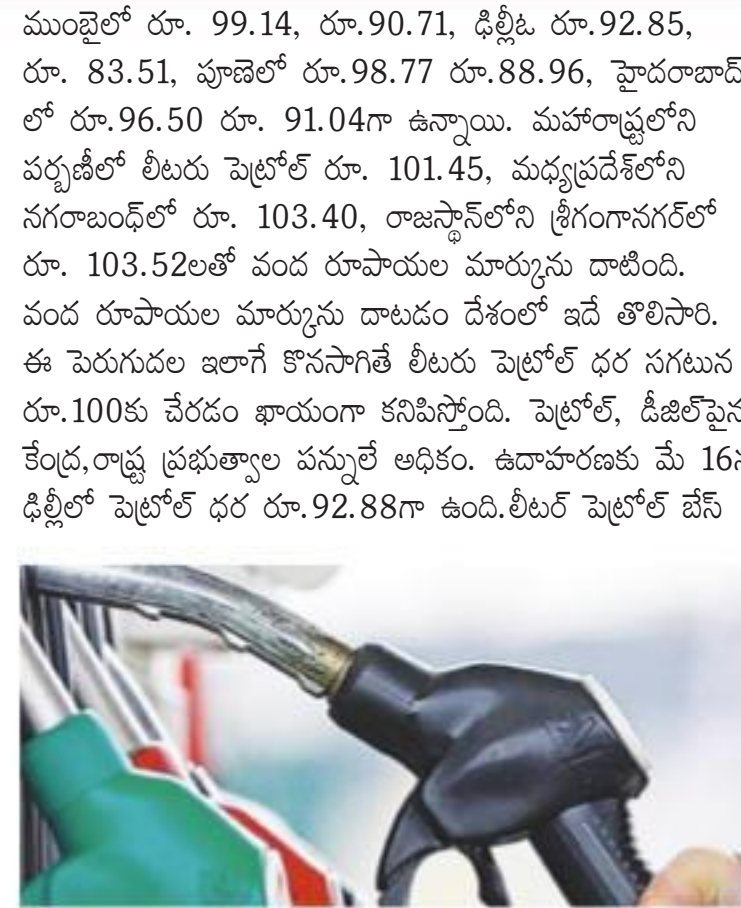 ముంబైలో రూ. 99.14, రూ.90.71, ఢిల్లీఓ రూ.92.85,
రూ. 83.51, పూణెలో రూ.98.77 రూ.88.96, హైదరాబాద్
లో రూ.96.50 రూ. 91.04గా ఉన్నాయి. మహారాష్ట్రలోని
పర్బణీలో లీటరు పెట్రోల్ రూ. 101.45, మధ్యప్రదేశ్‌లోని
నగరాబంధ్‌లో రూ. 103.40, రాజస్థాన్‌లోని శ్రీగంగానగర్‌లో
రూ. 103.52లతో వంద రూపాయల మార్కును దాటింది.
వంద రూపాయల మార్కును దాటడం దేశంలో ఇదే తొలిసారి.
ఈ పెరుగుదల ఇలాగే కొనసాగితే లీటరు పెట్రోల్ ధర సగటున
రూ.100కు చేరడం ఖాయంగా కనిపిస్తోంది. పెట్రోల్, డీజిల్‌పైన
కేంద్ర,రాష్ట్ర ప్రభుత్వాల పన్నులే అధికం. ఉదాహరణకు మే 16న
ఢిల్లీలో పెట్రోల్ ధర రూ.92.88గా ఉంది.లీటర్ పెట్రోల్ బేస్